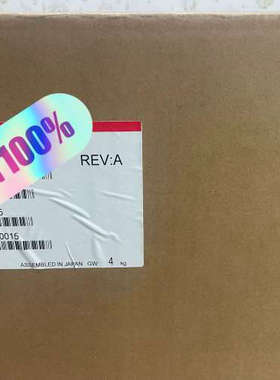 100%
REV:A
0015
ASSEMBLED IN JAPAN GW: 4 kg